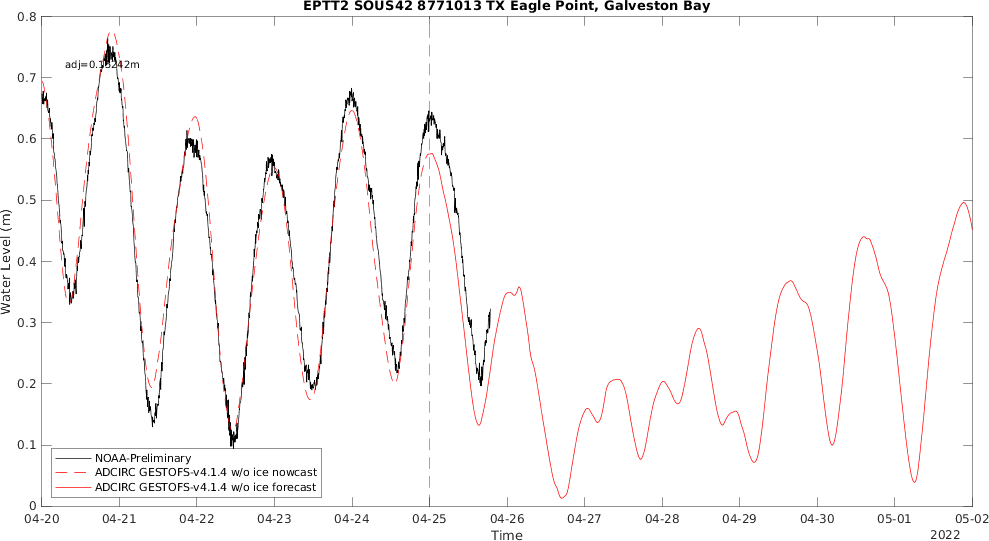 EPTT2 SOUS42 8771013 TX Eagle Point, Galveston Bay
0.8
0.7
0.6
0.5
0.4
0.3
0.2
0.1
0
Water Level (m)
NOAA-Preliminary
ADCIRC GESTOFS-v4.1.4 w/o ice nowcast
ADCIRC GESTOFS-v4.1.4 w/o ice forecast
04-20 04-21 04-22 04-23 04-24 04-25 04-26 04-27 04-28 04-29 04-30 05-01 05-02
Time
2022